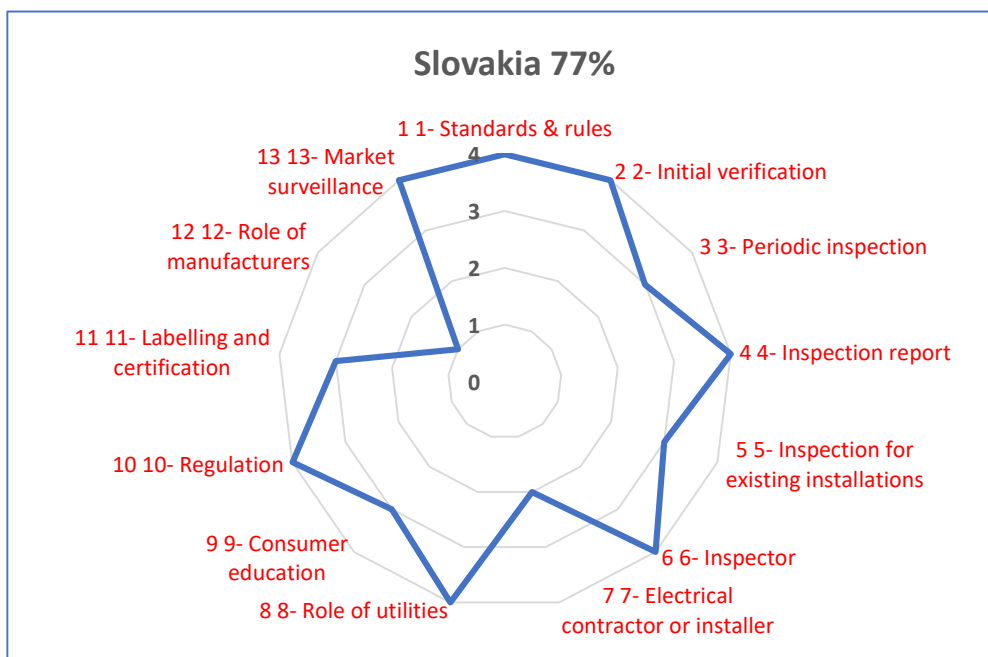 Slovakia 77%
1 1- Standards & rules
2 2- Initial verification
3 3- Periodic inspection
4 4- Inspection report
5 5- Inspection for
existing installations
6 6- Inspector
7 7- Electrical
contractor or installer
8 8- Role of utilities
9 9- Consumer
education
10 10- Regulation
11 11- Labelling and
certification
12 12- Role of
manufacturers
13 13- Market
surveillance
4
3
2
1
0